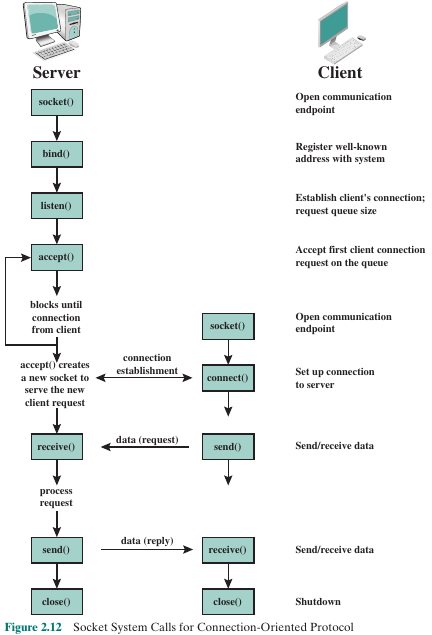 Server
Client
socket()
Open communication
endpoint
bind()
Register well-known
address with system
listen()
Establish client's connection;
request queue size
accept()
Accept first client connection
request on the queue
blocks until
connection
from client
socket()
Open communication
endpoint
accept() creates
a new socket to
serve the new
client request
connection
establishment
connect()
Set up connection
to server
receive()
data (request)
send()
Send/receive data
process
request
send()
data (reply)
receive()
Send/receive data
close()
close()
Shutdown
Figure 2.12 Socket System Calls for Connection-Oriented Protocol